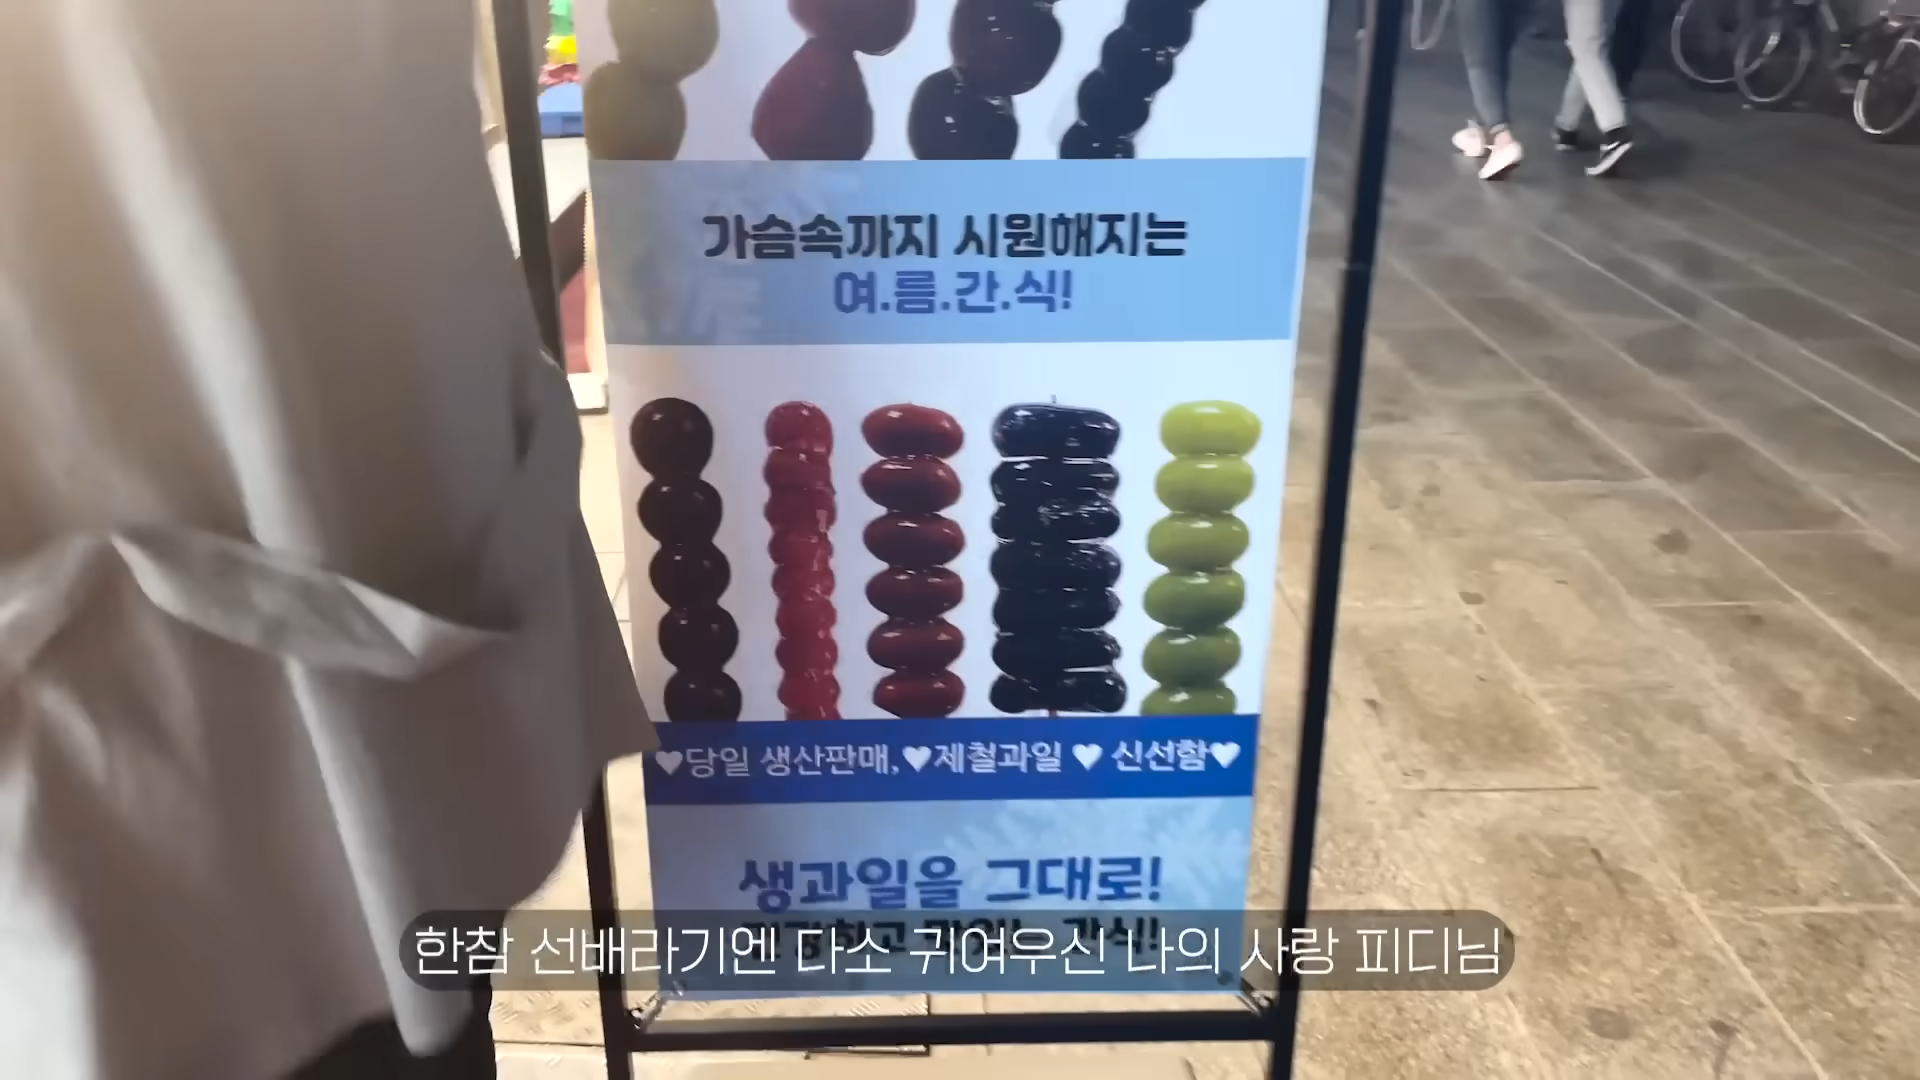 가슴속까지 시원해지는
여.름.간.식!
♥당일 생산판매,♥제철과일 ♥ 신선함♥
생과일을 그대로!
간식!
한참 선배라기엔 다소 귀여우신 나의 사랑 피디님